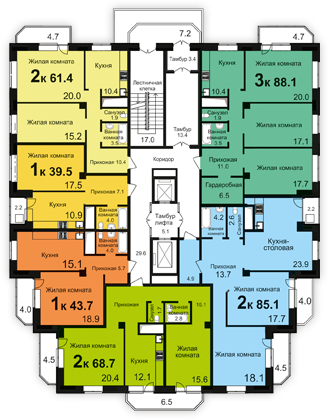 4.7
7.2
4.7
Тамбур 3.4
Жилая комната
Кухня
Лестничная
клетка
Кухня
Жилая комната
2к 61.4
20.0
10.4
10.4
3к 88.1
20.0
Санузел
1.9
Тамбур
13.4
Санузел
1.9
Жилая комната
15.2
Ванная
комната
3.5
17.0
Ванная
комната
3.5
Жилая комната
17.1
Жилая комната
Прихожая 10.4
Коридор
Прихожая
11.0
Жилая комната
1к 39.5
17.5
Прихожая 7.1
Гардеробная
6.5
17.7
Кухня
10.9
2.2
Ванная
комната
4.0
Тамбур
лифта
5.1
4.2
2.6
Санузел
Ванная
комната
Кухня-
столовая
2.2
23.9
Кухня
15.1
Ванная
комната
4.0
29.6
Прихожая
13.7
Прихожая 5.7
4.9
Жилая комната
1к 43.7
18.9
4.0
Жилая комната
2к 85.1
17.7
4.0
Прихожая
1.7
10.1
Ванная
комната
2.8
Жилая комната
2к 68.7
20.4
4.5
Кухня
12.1
Жилая
комната
15.6
Жилая комната
18.1
4.5
6.5